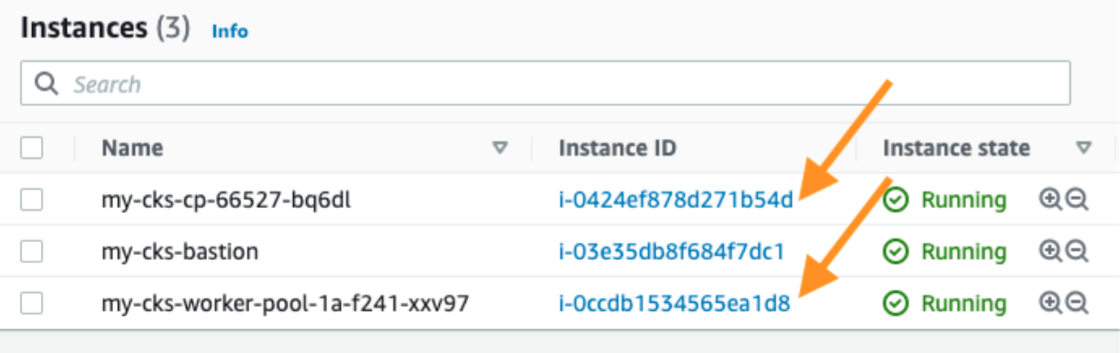 Instances (3) Info
Search
Name Instance ID Instance state
my-cks-cp-66527-bq6dl i-0424ef878d271b54d Running
my-cks-bastion i-03e35db8f684f7dc1 Running
my-cks-worker-pool-1a-f241-xxv97 i-0ccdb1534565ea1d8 Running